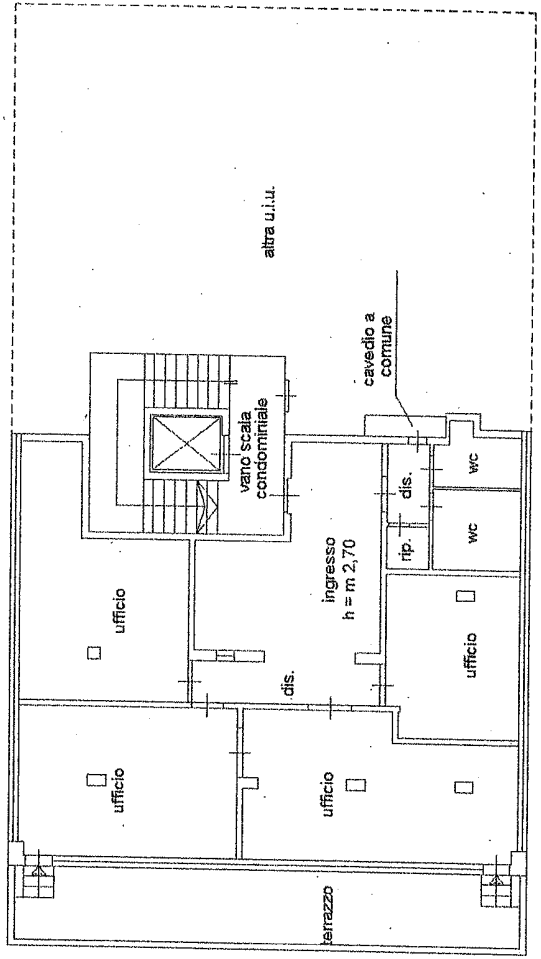 altra u.i.u.
vano scala
condominiale
cavedio a
comune
ufficio
ingresso
h = m 2,70
dis.
rip.
wc
wc
dis.
ufficio
ufficio
ufficio
terrazzo